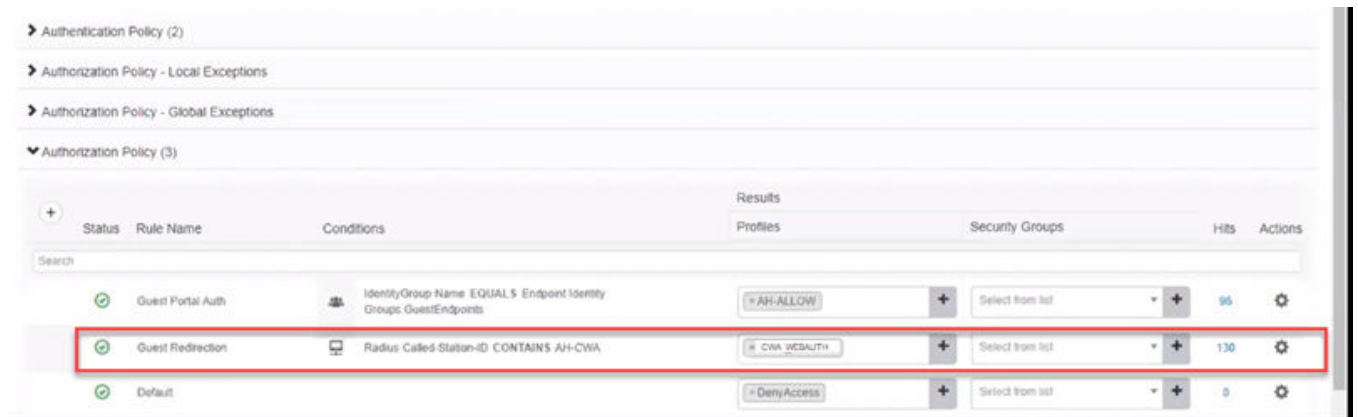 Authentication Policy (2)
Authorization Policy - Local Exceptions
Authorization Policy - Global Exceptions
Authorization Policy (3)
Results
Status Rule Name Conditions Profiles Security Groups Hits Actions
Search
Guest Portal Auth IdentityGroup Name EQUALS Endpoint Identity Groups:GuestEndpoints × AH-ALLOW Select from list 95
Guest Redirection Radius Called-Station-ID CONTAINS AH-CWA × CWA_WEBAUTH Select from list 130
Default × DenyAccess Select from list 0